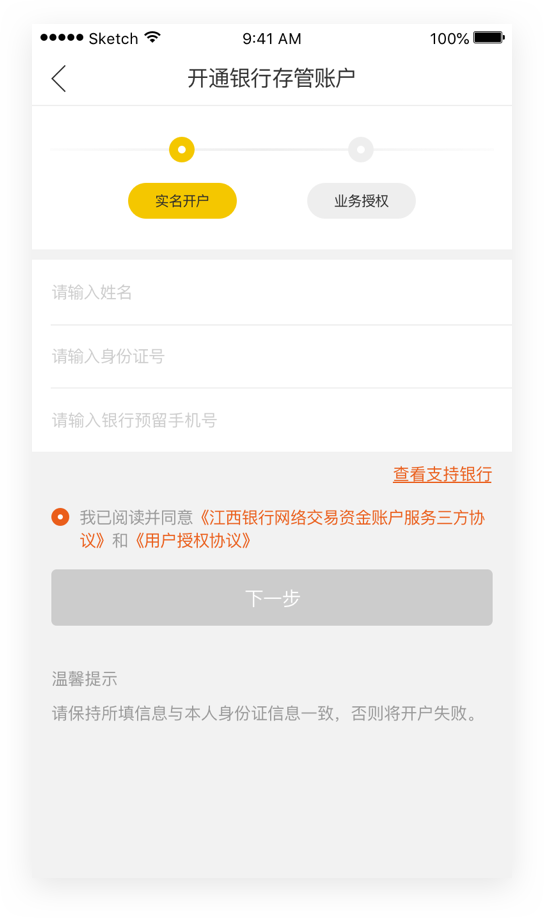 Sketch 9:41 AM 100%
开通银行存管账户
实名开户 业务授权
请输入姓名
请输入身份证号
请输入银行预留手机号
查看支持银行
我已阅读并同意《江西银行网络交易资金账户服务三方协
议》和《用户授权协议》
下一步
温馨提示
请保持所填信息与本人身份证信息一致，否则将开户失败。